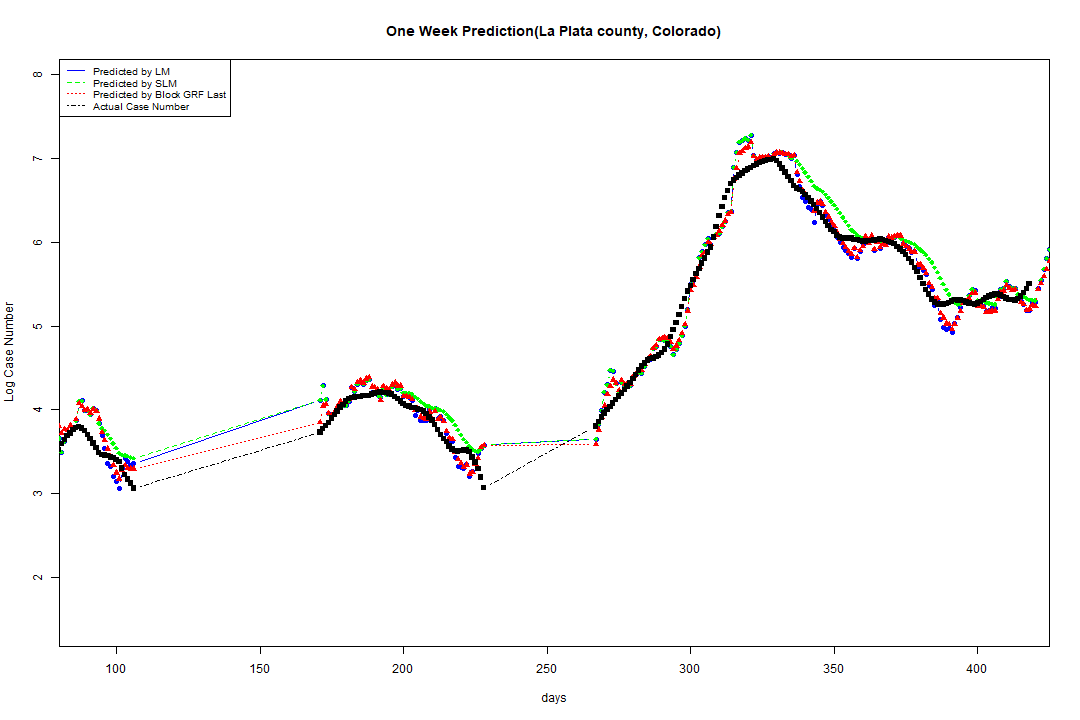 One Week Prediction(La Plata county, Colorado)
Predicted by LM
Predicted by SLM
Predicted by Block GRF Last
Actual Case Number
8
7
6
5
4
3
2
Log Case Number
100 150 200 250 300 350 400
days